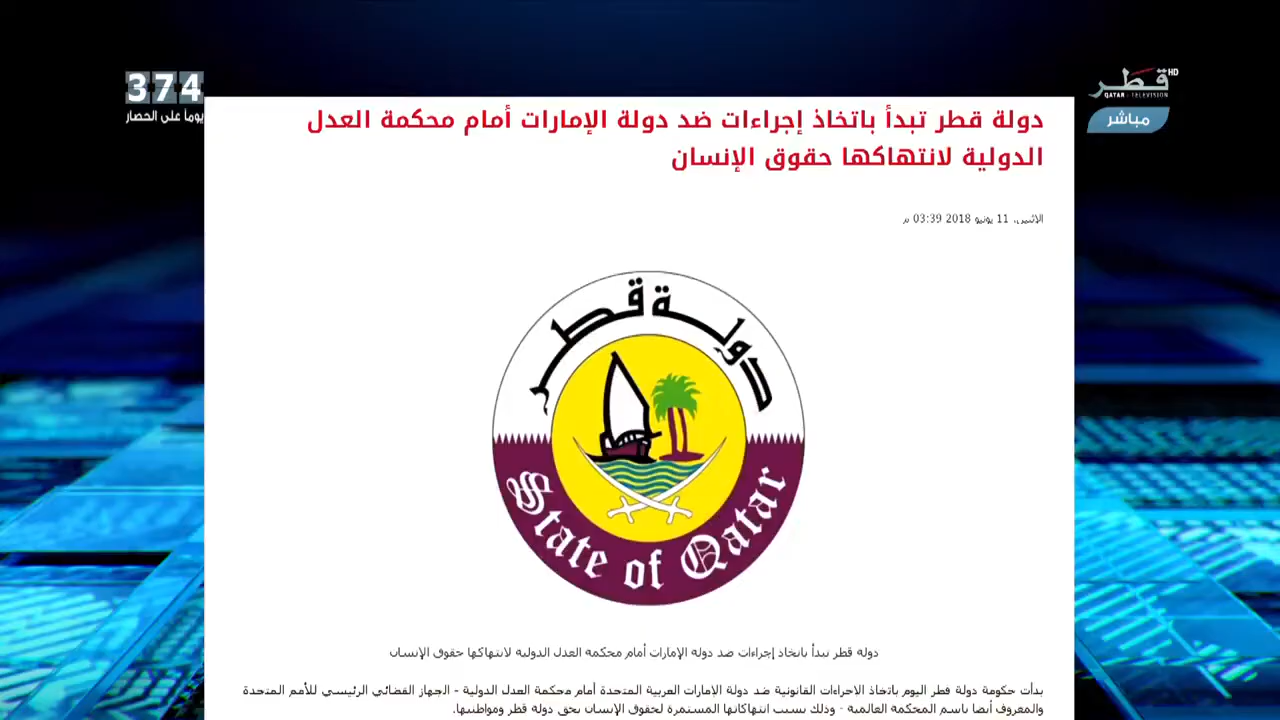 374
يوماً على الحصار
قطر HD
QATAR - TELEVISION
مباشر
دولة قطر تبدأ باتخاذ إجراءات ضد دولة الإمارات أمام محكمة العدل
الدولية لانتهاكها حقوق الإنسان
الاثنين، 11 يونيو 2018 03:39 م
دولة قطر
State of Qatar
دولة قطر تبدأ باتخاذ إجراءات ضد دولة الإمارات أمام محكمة العدل الدولية لانتهاكها حقوق الإنسان
بدأت حكومة دولة قطر اليوم باتخاذ الاجراءات القانونية ضد دولة الإمارات العربية المتحدة أمام محكمة العدل الدولية - الجهاز القضائي الرئيسي للأمم المتحدة
والمعروف أيضا باسم المحكمة العالمية - وذلك بسبب انتهاكاتها المستمرة لحقوق الإنسان بحق دولة قطر ومواطنيها.